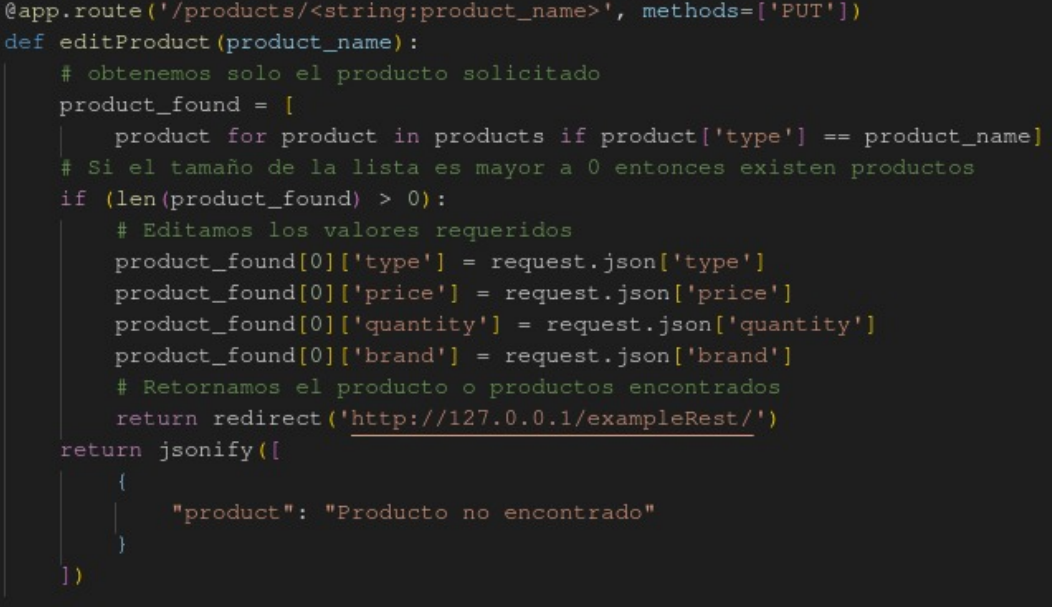 @app.route('/products/<string:product_name>', methods=['PUT'])
def editProduct(product_name):
    # obtenemos solo el producto solicitado
    product_found = [
        product for product in products if product['type'] == product_name]
    # Si el tamaño de la lista es mayor a 0 entonces existen productos
    if (len(product_found) > 0):
        # Editamos los valores requeridos
        product_found[0]['type'] = request.json['type']
        product_found[0]['price'] = request.json['price']
        product_found[0]['quantity'] = request.json['quantity']
        product_found[0]['brand'] = request.json['brand']
        # Retornamos el producto o productos encontrados
        return redirect('http://127.0.0.1/exampleRest/')
    return jsonify([
        {
            "product": "Producto no encontrado"
        }
    ])